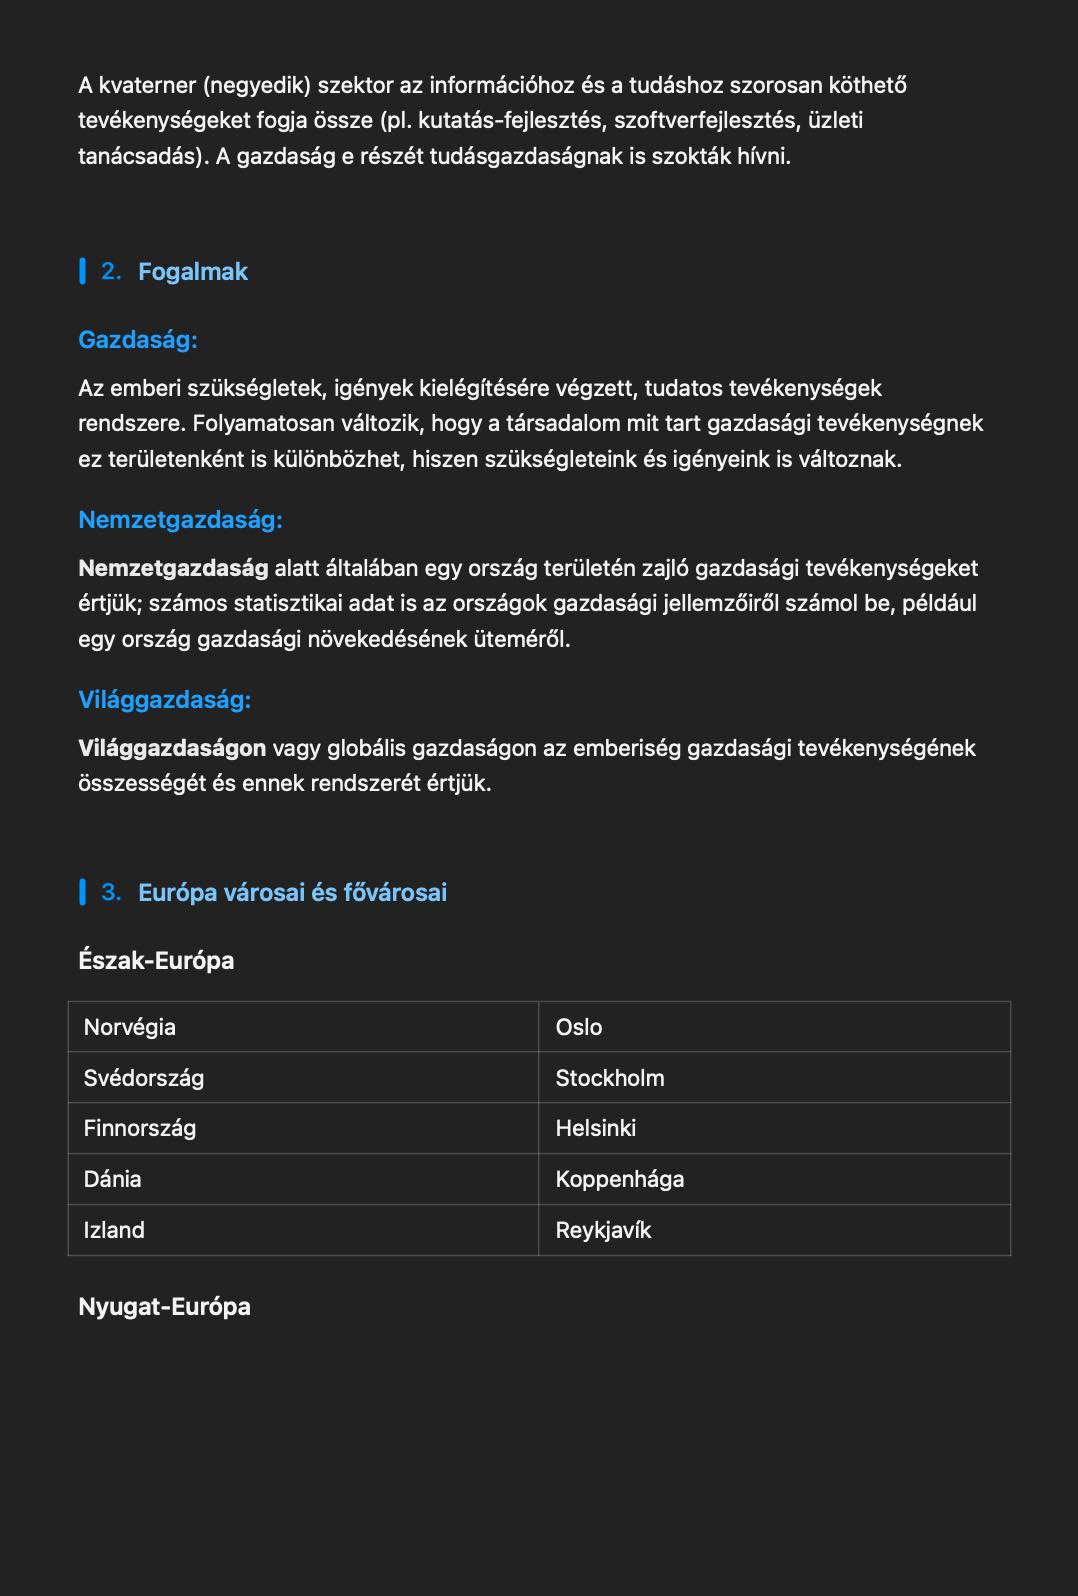 A kvaterner (negyedik) szektor az információhoz és a tudáshoz szorosan köthető
tevékenységeket fogja össze (pl. kutatás-fejlesztés, szoftverfejlesztés, üzleti
tanácsadás). A gazdaság e részét tudásgazdaságnak is szokták hívni.
2. Fogalmak
Gazdaság:
Az emberi szükségletek, igények kielégítésére végzett, tudatos tevékenységek
rendszere. Folyamatosan változik, hogy a társadalom mit tart gazdasági tevékenységnek
ez területenként is különbözhet, hiszen szükségleteink és igényeink is változnak.
Nemzetgazdaság:
Nemzetgazdaság alatt általában egy ország területén zajló gazdasági tevékenységeket
értjük; számos statisztikai adat is az országok gazdasági jellemzőiről számol be, például
egy ország gazdasági növekedésének üteméről.
Világgazdaság:
Világgazdaságon vagy globális gazdaságon az emberiség gazdasági tevékenységének
összességét és ennek rendszerét értjük.
3. Európa városai és fővárosai
Észak-Európa
Norvégia Oslo
Svédország Stockholm
Finnország Helsinki
Dánia Koppenhága
Izland Reykjavík
Nyugat-Európa